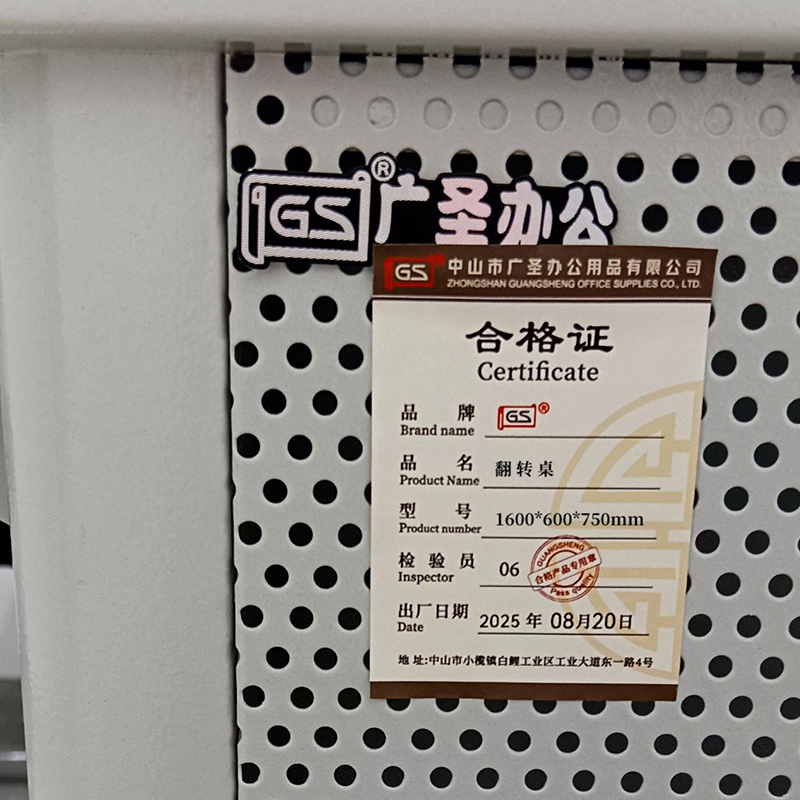 GS® 广圣办公
GS® 中山市广圣办公用品有限公司
ZHONGSHAN GUANGSHENG OFFICE SUPPLIES CO., LTD.
合格证
Certificate
品 牌 GS®
Brand name
品 名 翻转桌
Product Name
型 号 1600*600*750mm
Product number
检 验 员 06
Inspector
GUANGSHENG
合格产品专用章
Pass quality
出厂日期 2025 年 08月20日
Date
地 址:中山市小榄镇白鲤工业区工业大道东一路4号